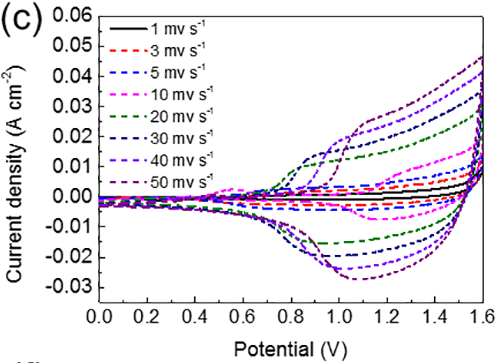 (c)
0.06
0.05
0.04
0.03
0.02
0.01
0.00
-0.01
-0.02
-0.03
Current density (A cm⁻²)
1 mv s⁻¹
3 mv s⁻¹
5 mv s⁻¹
10 mv s⁻¹
20 mv s⁻¹
30 mv s⁻¹
40 mv s⁻¹
50 mv s⁻¹
0.0 0.2 0.4 0.6 0.8 1.0 1.2 1.4 1.6
Potential (V)